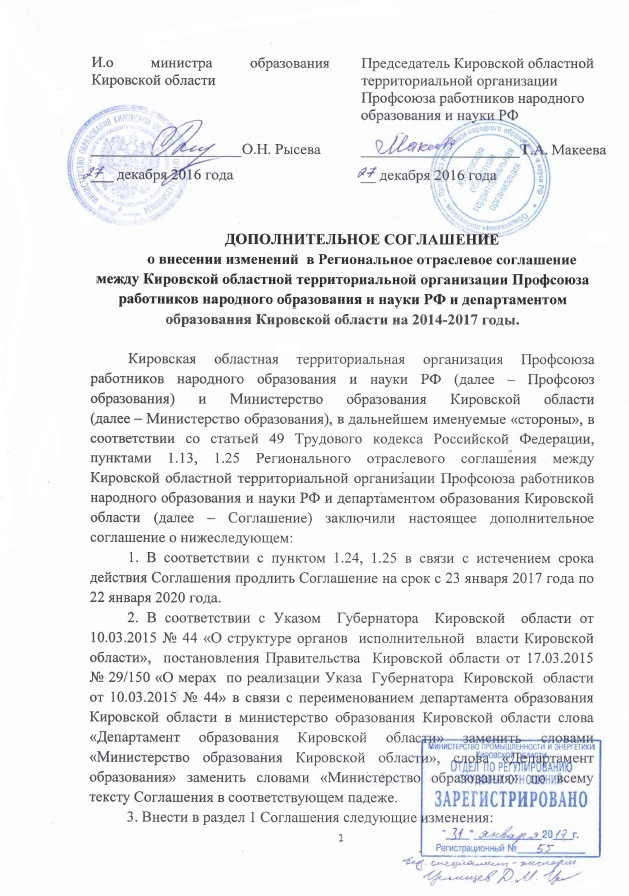 И.о министра образования
Кировской области
Председатель Кировской областной
территориальной организации
Профсоюза работников народного
образования и науки РФ
О.Н. Рысева
Т.А. Макеева
27 декабря 2016 года
27 декабря 2016 года
ДОПОЛНИТЕЛЬНОЕ СОГЛАШЕНИЕ
о внесении изменений в Региональное отраслевое соглашение
между Кировской областной территориальной организации Профсоюза
работников народного образования и науки РФ и департаментом
образования Кировской области на 2014-2017 годы.
Кировская областная территориальная организация Профсоюза
работников народного образования и науки РФ (далее – Профсоюз
образования) и Министерство образования Кировской области
(далее – Министерство образования), в дальнейшем именуемые «стороны», в
соответствии со статьей 49 Трудового кодекса Российской Федерации,
пунктами 1.13, 1.25 Регионального отраслевого соглашения между
Кировской областной территориальной организации Профсоюза работников
народного образования и науки РФ и департаментом образования Кировской
области (далее – Соглашение) заключили настоящее дополнительное
соглашение о нижеследующем:
1. В соответствии с пунктом 1.24, 1.25 в связи с истечением срока
действия Соглашения продлить Соглашение на срок с 23 января 2017 года по
22 января 2020 года.
2. В соответствии с Указом Губернатора Кировской области от
10.03.2015 № 44 «О структуре органов исполнительной власти Кировской
области», постановления Правительства Кировской области от 17.03.2015
№ 29/150 «О мерах по реализации Указа Губернатора Кировской области
от 10.03.2015 № 44» в связи с переименованием департамента образования
Кировской области в министерство образования Кировской области слова
«Департамент образования Кировской области» заменить словами
«Министерство образования Кировской области», слова «Департамент
образования» заменить словами «Министерство образования» по всему
тексту Соглашения в соответствующем падеже.
3. Внести в раздел 1 Соглашения следующие изменения:
1
МИНИСТЕРСТВО ПРОМЫШЛЕННОСТИ И ЭНЕРГЕТИКИ
КИРОВСКОЙ ОБЛАСТИ
ОТДЕЛ ПО РЕГУЛИРОВАНИЮ
ТРУДОВЫХ ОТНОШЕНИЙ
ЗАРЕГИСТРИРОВАНО
"31" января 2017 г.
Регистрационный № 55
вед. специалист-эксперт
Д.М.